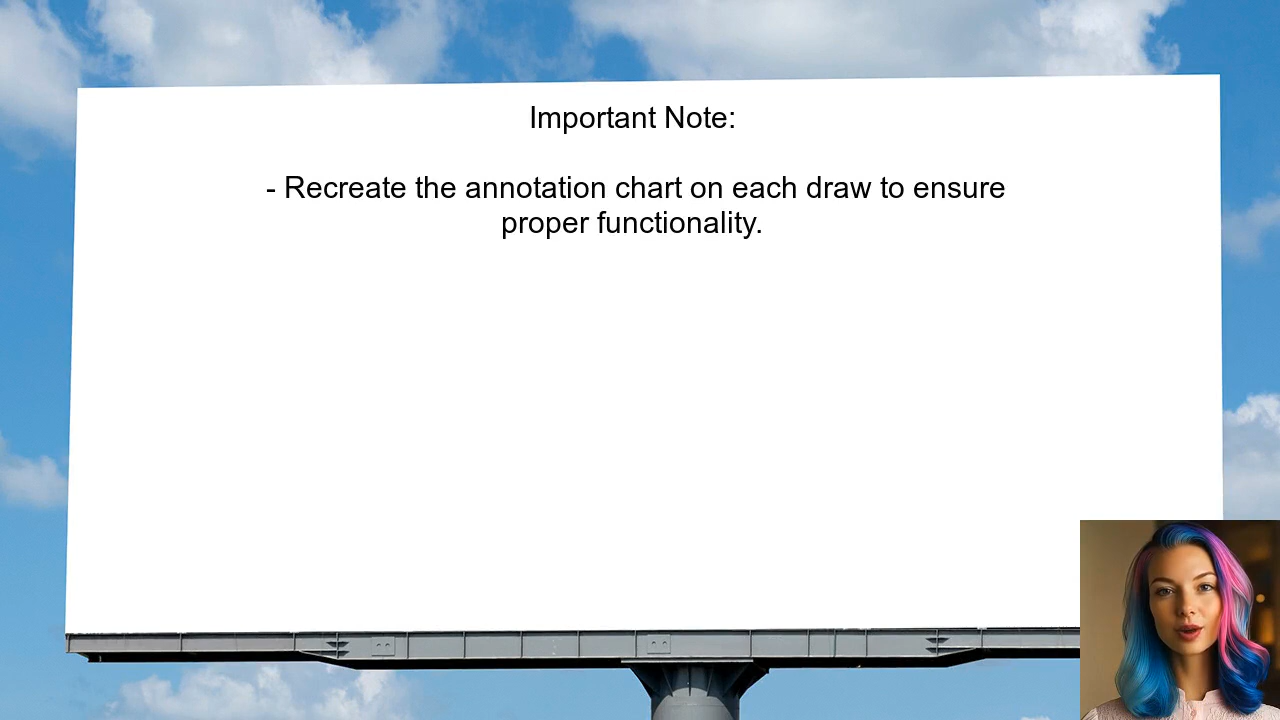 Important Note:
- Recreate the annotation chart on each draw to ensure
proper functionality.